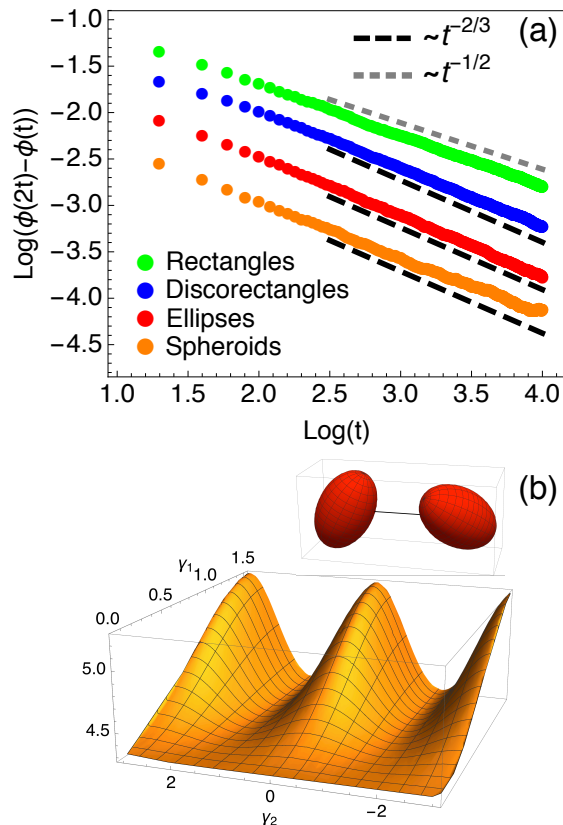 (a)
Log(ϕ(2t)−ϕ(t))
−1.0
−1.5
−2.0
−2.5
−3.0
−3.5
−4.0
−4.5
~t^{−2/3}
~t^{−1/2}
Rectangles
Discorectangles
Ellipses
Spheroids
1.0 1.5 2.0 2.5 3.0 3.5 4.0
Log(t)
(b)
γ₁
1.5
1.0
0.5
0.0
5.0
4.5
2 0 −2
γ₂